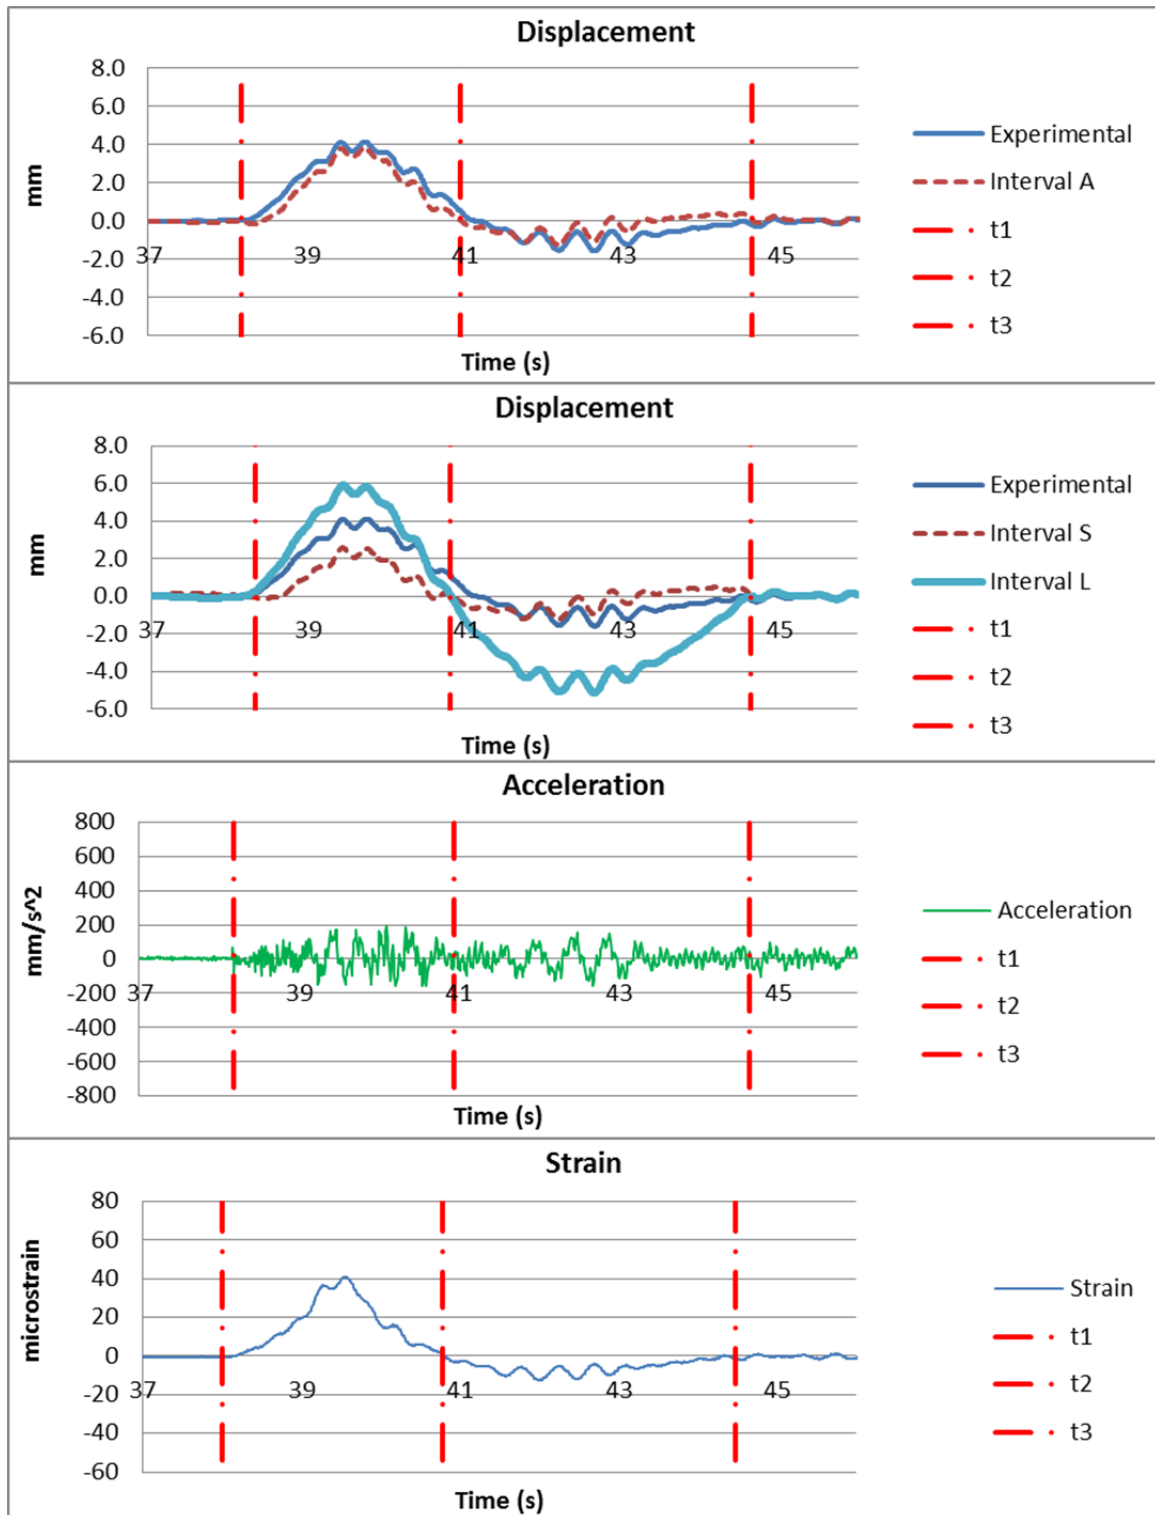 Displacement
8.0
6.0
4.0
2.0
0.0
-2.0
-4.0
-6.0
mm
37 39 41 43 45
Time (s)
Experimental
Interval A
t1
t2
t3
Displacement
8.0
6.0
4.0
2.0
0.0
-2.0
-4.0
-6.0
mm
37 39 41 43 45
Time (s)
Experimental
Interval S
Interval L
t1
t2
t3
Acceleration
800
600
400
200
0
-200
-400
-600
-800
mm/s^2
37 39 41 43 45
Time (s)
Acceleration
t1
t2
t3
Strain
80
60
40
20
0
-20
-40
-60
microstrain
37 39 41 43 45
Time (s)
Strain
t1
t2
t3